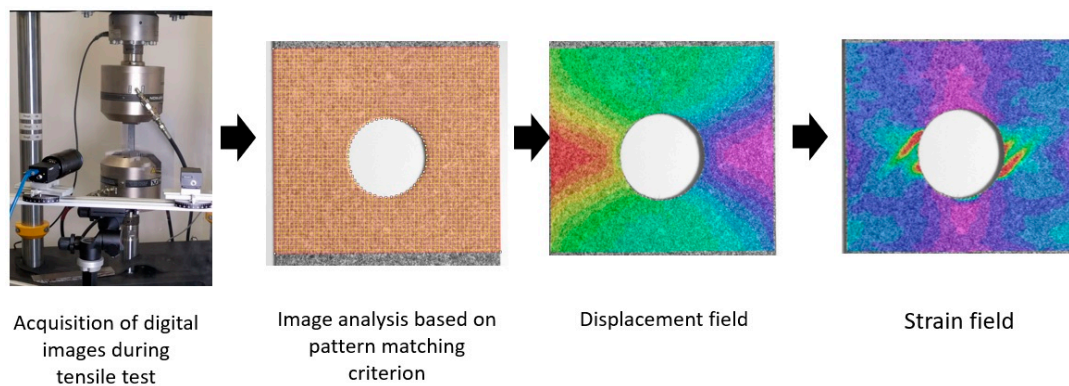 Acquisition of digital
images during
tensile test
Image analysis based on
pattern matching
criterion
Displacement field
Strain field